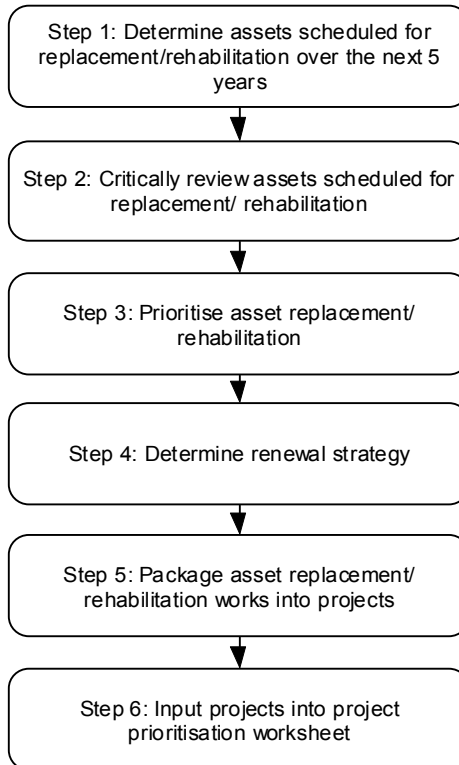 Step 1: Determine assets scheduled for
replacement/rehabilitation over the next 5
years
Step 2: Critically review assets scheduled for
replacement/ rehabilitation
Step 3: Prioritise asset replacement/
rehabilitation
Step 4: Determine renewal strategy
Step 5: Package asset replacement/
rehabilitation works into projects
Step 6: Input projects into project
prioritisation worksheet